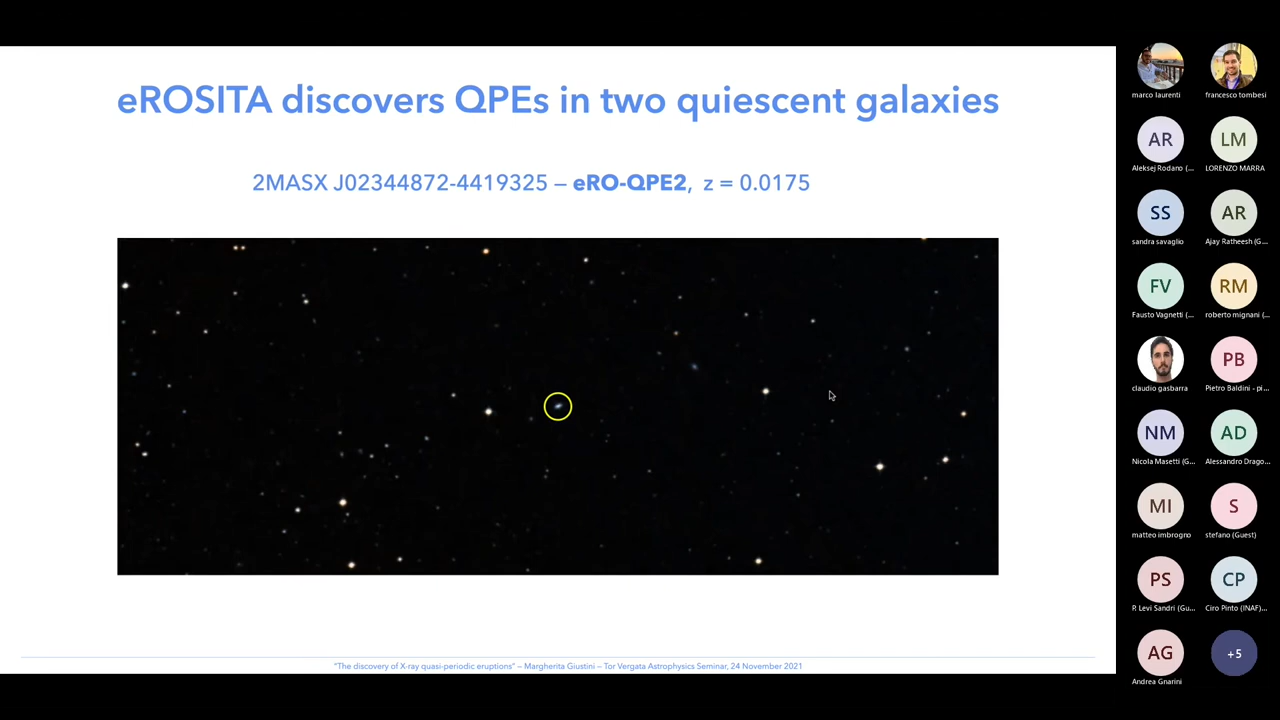 eROSITA discovers QPEs in two quiescent galaxies
2MASX J02344872-4419325 – eRO-QPE2, z = 0.0175
"The discovery of X-ray quasi-periodic eruptions" – Margherita Giustini – Tor Vergata Astrophysics Seminar, 24 November 2021
marco laurenti
francesco tombesi
AR
LM
Aleksej Rodano (...
LORENZO MARRA
SS
AR
sandra savaglio
Ajay Ratheesh (G...
FV
RM
Fausto Vagnetti (...
roberto mignani (...
PB
claudio gasbarra
Pietro Baldini - pi...
NM
AD
Nicola Masetti (G...
Alessandro Drago...
MI
S
matteo imbrogno
stefano (Guest)
PS
CP
P. Levi Sandri (Gu...
Ciro Pinto (INAF)...
AG
+5
Andrea Gnarini